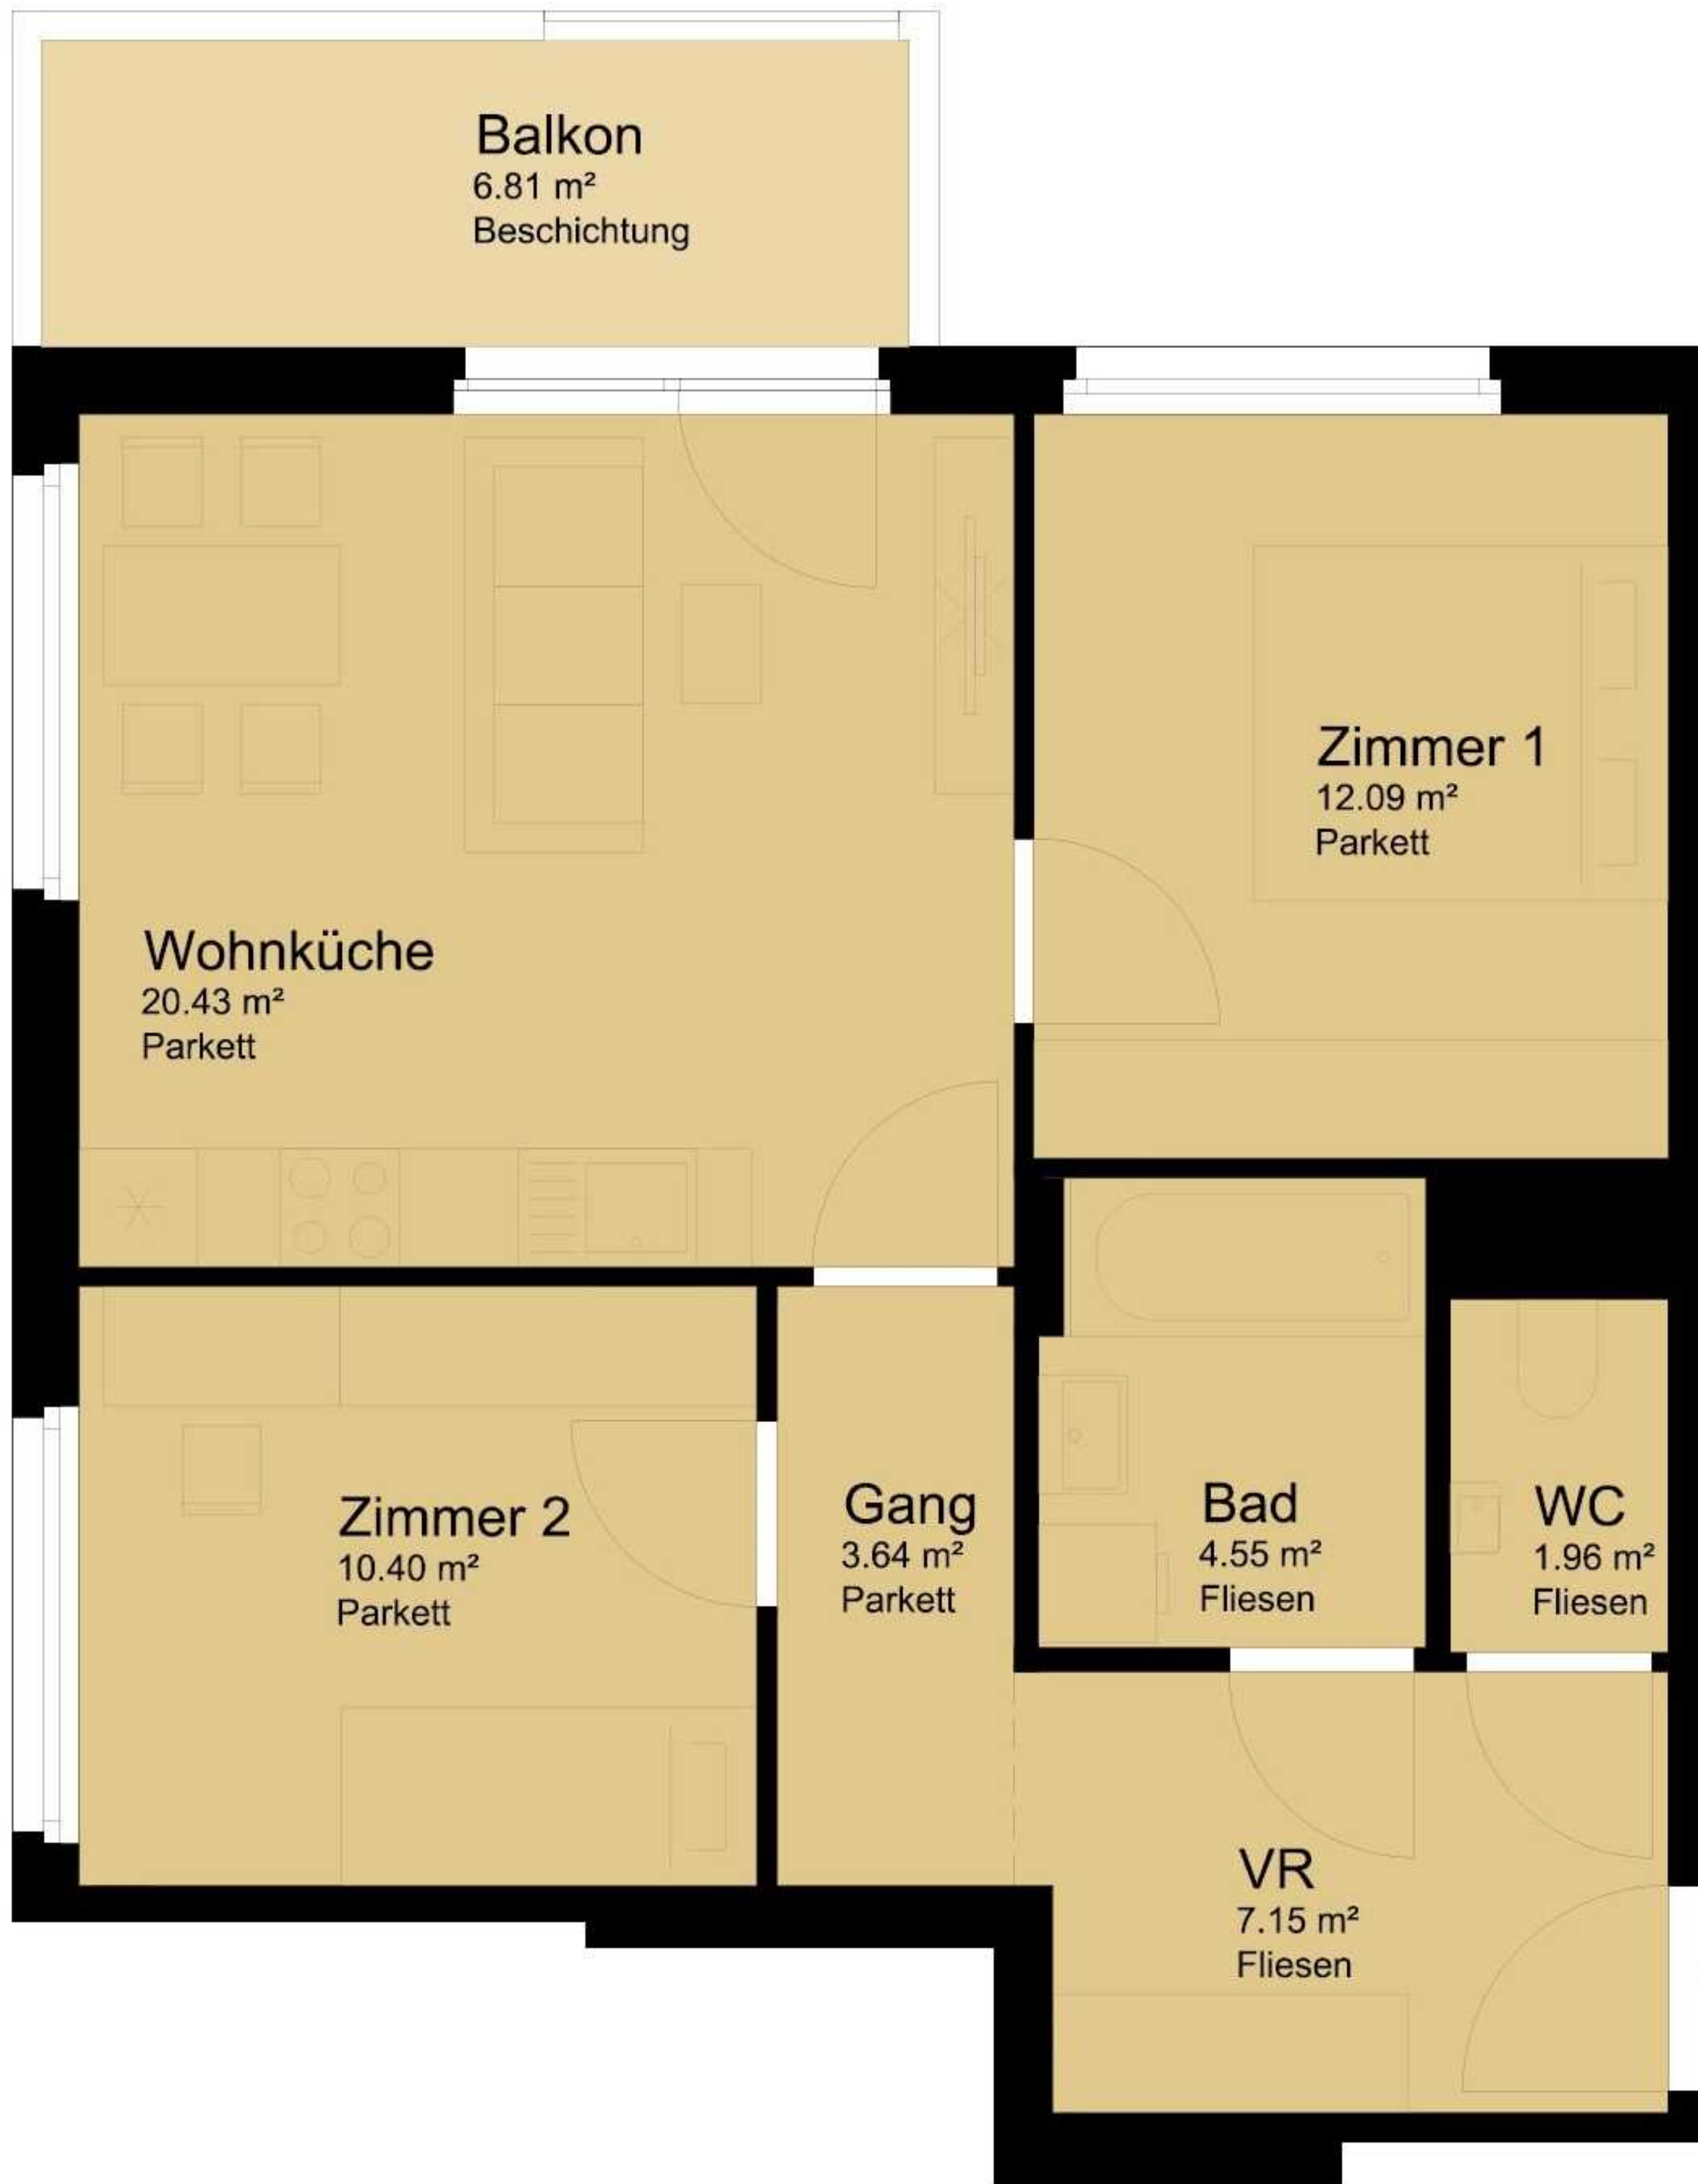 Balkon
6.81 m²
Beschichtung
Zimmer 1
12.09 m²
Parkett
Wohnküche
20.43 m²
Parkett
Zimmer 2
10.40 m²
Parkett
Gang
3.64 m²
Parkett
Bad
4.55 m²
Fliesen
WC
1.96 m²
Fliesen
VR
7.15 m²
Fliesen